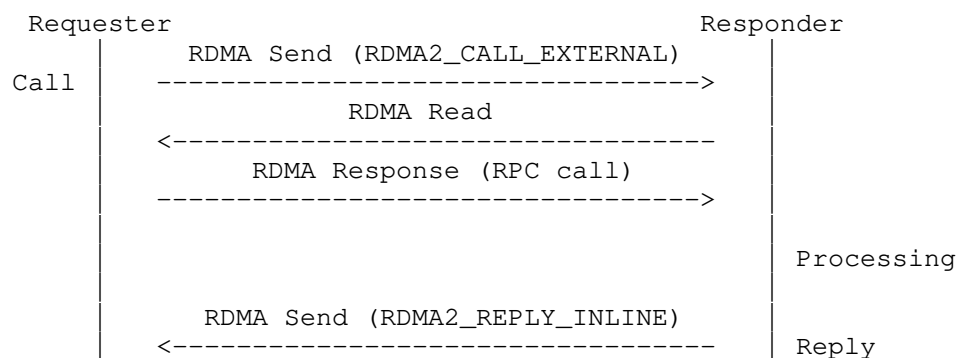 Requester Responder
RDMA Send (RDMA2_CALL_EXTERNAL)
Call
RDMA Read
RDMA Response (RPC call)
Processing
RDMA Send (RDMA2_REPLY_INLINE)
Reply